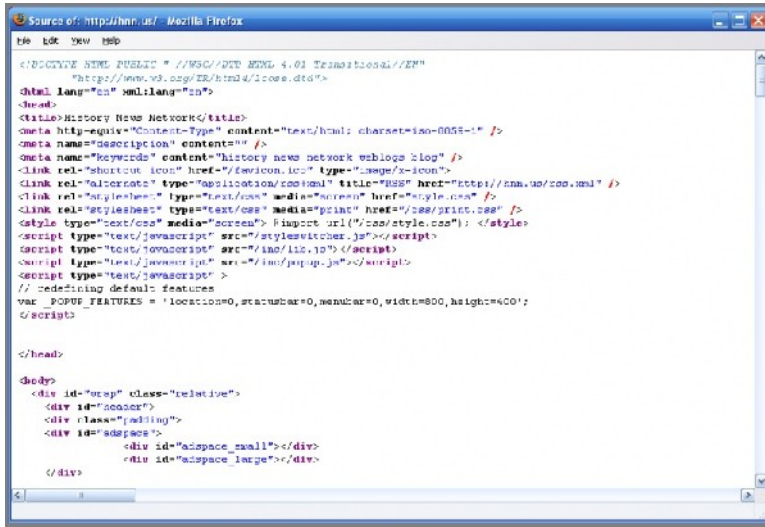 Source of: http://hnn.us/ - Mozilla Firefox
File Edit View Help
<!DOCTYPE HTML PUBLIC "-//W3C//DTD HTML 4.01 Transitional//EN"
"http://www.w3.org/TR/html4/loose.dtd">
<html lang="en" xml:lang="en">
<head>
<title>History News Network</title>
<meta http-equiv="Content-Type" content="text/html; charset=iso-8859-1" />
<meta name="description" content="" />
<meta name="keywords" content="history news network weblogs blog" />
<link rel="shortcut icon" href="/favicon.ico" type="image/x-icon">
<link rel="alternate" type="application/rss+xml" title="RSS" href="http://hnn.us/rss.xml" />
<link rel="stylesheet" type="text/css" media="screen" href="style.css" />
<link rel="stylesheet" type="text/css" media="print" href="/css/print.css" />
<style type="text/css" media="screen"> @import url("/css/style.css"); </style>
<script type="text/javascript" src="/styleswitcher.js"></script>
<script type="text/javascript" src="/inc/lib.js"></script>
<script type="text/javascript" src="/inc/popup.js"></script>
<script type="text/javascript" >
// redefining default features
var _POPUP_FEATURES = 'location=0,statusbar=0,menubar=0,width=800,height=400';
</script>
</head>
<body>
<div id="wrap" class="relative">
<div id="header">
<div class="padding">
<div id="adspace">
<div id="adspace_small"></div>
<div id="adspace_large"></div>
</div>